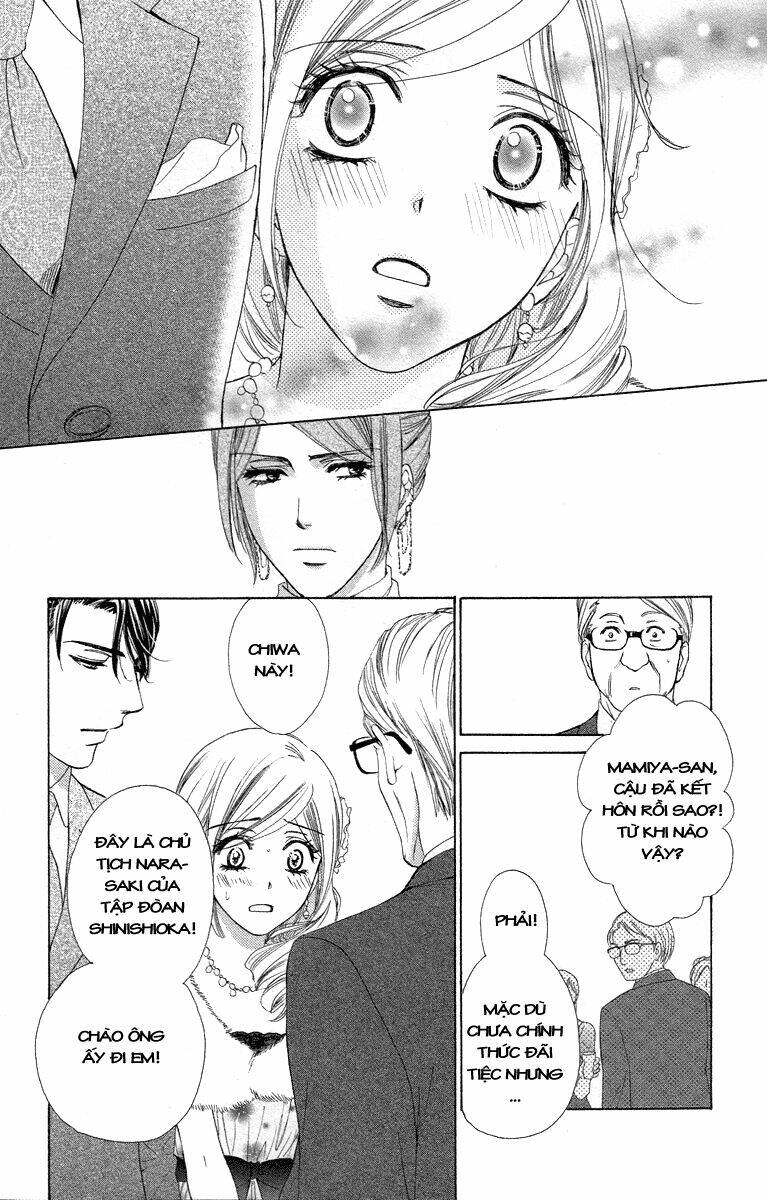 MAMIYA-SAN,
CẬU ĐÃ KẾT
HÔN RỒI SAO?!
TỪ KHI NÀO
VẬY?
PHẢI!
MẶC DÙ
CHƯA CHÍNH
THỨC ĐÃI
TIỆC NHƯNG
...
CHIWA
NÀY!
ĐÂY LÀ CHỦ
TỊCH NARA-
SAKI CỦA
TẬP ĐÒAN
SHINISHIOKA!
CHÀO ÔNG
ẤY ĐI EM!